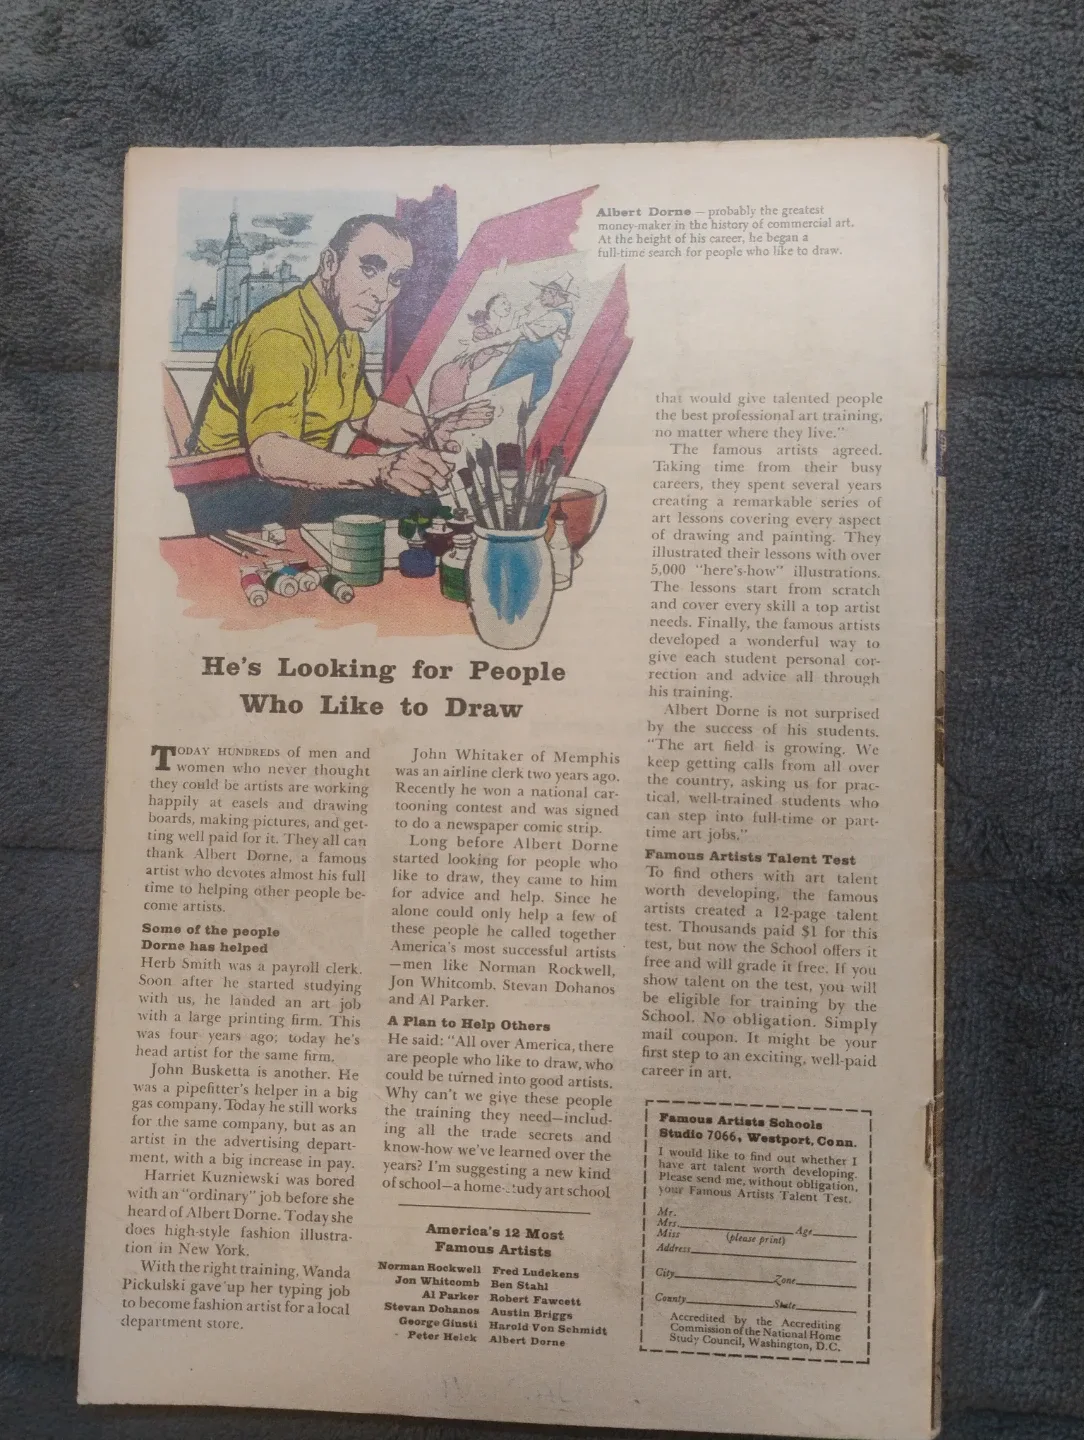 Albert Dorne — probably the greatest
money-maker in the history of commercial art.
At the height of his career, he began a
full-time search for people who like to draw.
He's Looking for People
Who Like to Draw
TODAY HUNDREDS of men and
women who never thought
they could be artists are working
happily at easels and drawing
boards, making pictures, and get-
ting well paid for it. They all can
thank Albert Dorne, a famous
artist who devotes almost his full
time to helping other people be-
come artists.
Some of the people
Dorne has helped
Herb Smith was a payroll clerk.
Soon after he started studying
with us, he landed an art job
with a large printing firm. This
was four years ago; today he's
head artist for the same firm.
John Busketta is another. He
was a pipefitter's helper in a big
gas company. Today he still works
for the same company, but as an
artist in the advertising depart-
ment, with a big increase in pay.
Harriet Kuzniewski was bored
with an "ordinary" job before she
heard of Albert Dorne. Today she
does high-style fashion illustra-
tion in New York.
With the right training, Wanda
Pickulski gave up her typing job
to become fashion artist for a local
department store.
John Whitaker of Memphis
was an airline clerk two years ago.
Recently he won a national car-
tooning contest and was signed
to do a newspaper comic strip.
Long before Albert Dorne
started looking for people who
like to draw, they came to him
for advice and help. Since he
alone could only help a few of
these people he called together
America's most successful artists
—men like Norman Rockwell,
Jon Whitcomb, Stevan Dohanos
and Al Parker.
A Plan to Help Others
He said: "All over America, there
are people who like to draw, who
could be turned into good artists.
Why can't we give these people
the training they need—includ-
ing all the trade secrets and
know-how we've learned over the
years? I'm suggesting a new kind
of school—a home-study art school
America's 12 Most
Famous Artists
Norman Rockwell Fred Ludekens
Jon Whitcomb Ben Stahl
Al Parker Robert Fawcett
Stevan Dohanos Austin Briggs
George Giusti Harold Von Schmidt
Peter Helck Albert Dorne
that would give talented people
the best professional art training,
no matter where they live."
The famous artists agreed.
Taking time from their busy
careers, they spent several years
creating a remarkable series of
art lessons covering every aspect
of drawing and painting. They
illustrated their lessons with over
5,000 "here's-how" illustrations.
The lessons start from scratch
and cover every skill a top artist
needs. Finally, the famous artists
developed a wonderful way to
give each student personal cor-
rection and advice all through
his training.
Albert Dorne is not surprised
by the success of his students.
"The art field is growing. We
keep getting calls from all over
the country, asking us for prac-
tical, well-trained students who
can step into full-time or part-
time art jobs."
Famous Artists Talent Test
To find others with art talent
worth developing, the famous
artists created a 12-page talent
test. Thousands paid $1 for this
test, but now the School offers it
free and will grade it free. If you
show talent on the test, you will
be eligible for training by the
School. No obligation. Simply
mail coupon. It might be your
first step to an exciting, well-paid
career in art.
Famous Artists Schools
Studio 7066, Westport, Conn.
I would like to find out whether I
have art talent worth developing.
Please send me, without obligation,
your Famous Artists Talent Test.
Mr.
Mrs. Age
Miss (please print)
Address
City Zone
County State
Accredited by the Accrediting
Commission of the National Home
Study Council, Washington, D.C.